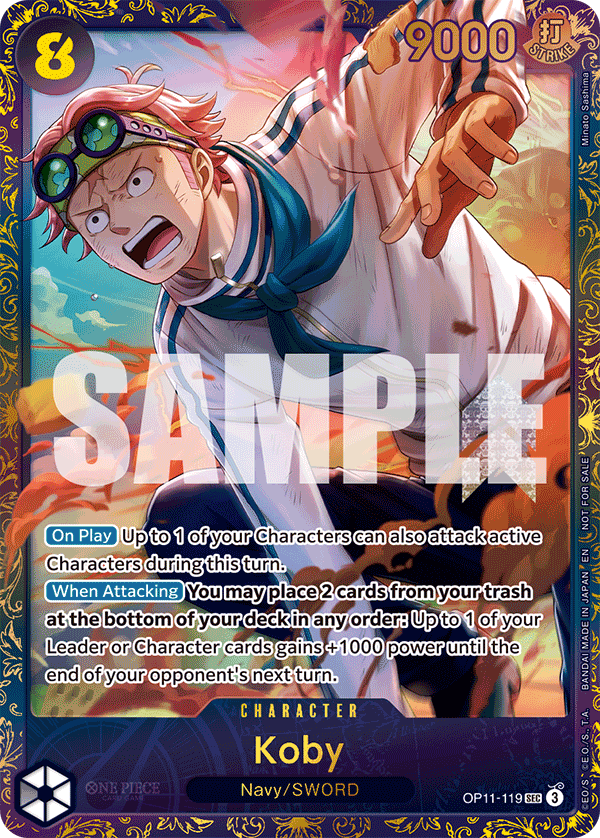 8
9000
打
STRIKE
Minato Sashima
SAMPLE
On Play Up to 1 of your Characters can also attack active
Characters during this turn.
When Attacking You may place 2 cards from your trash
at the bottom of your deck in any order: Up to 1 of your
Leader or Character cards gains +1000 power until the
end of your opponent's next turn.
©E.O/S. ©E.O./S.,T.A. BANDAI MADE IN JAPAN EN NOT FOR SALE
CHARACTER
Koby
Navy/SWORD
ONE PIECE
CARD GAME
OP11-119 SEC 3